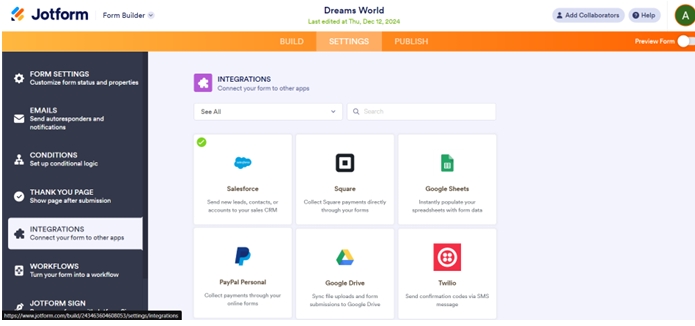 Dreams World
Jotform Form Builder
Last edited at Thu, Dec 12, 2024
Add Collaborators Help A
BUILD SETTINGS PUBLISH Preview Form
FORM SETTINGS
Customize form status and properties
EMAILS
Send autoresponders and
notifications
CONDITIONS
Set up conditional logic
THANK YOU PAGE
Show page after submission
INTEGRATIONS
Connect your form to other apps
WORKFLOWS
Turn your form into a workflow
JOTFORM SIGN
https://www.jotform.com/build/243463604608053/settings/integrations
INTEGRATIONS
Connect your form to other apps
See All
Search
Salesforce
Send new leads, contacts, or
accounts to your sales CRM
Square
Collect Square payments directly
through your forms
Google Sheets
Instantly populate your
spreadsheets with form data
PayPal Personal
Collect payments through your
online forms
Google Drive
Sync file uploads and form
submissions to Google Drive
Twilio
Send confirmation codes via SMS
message